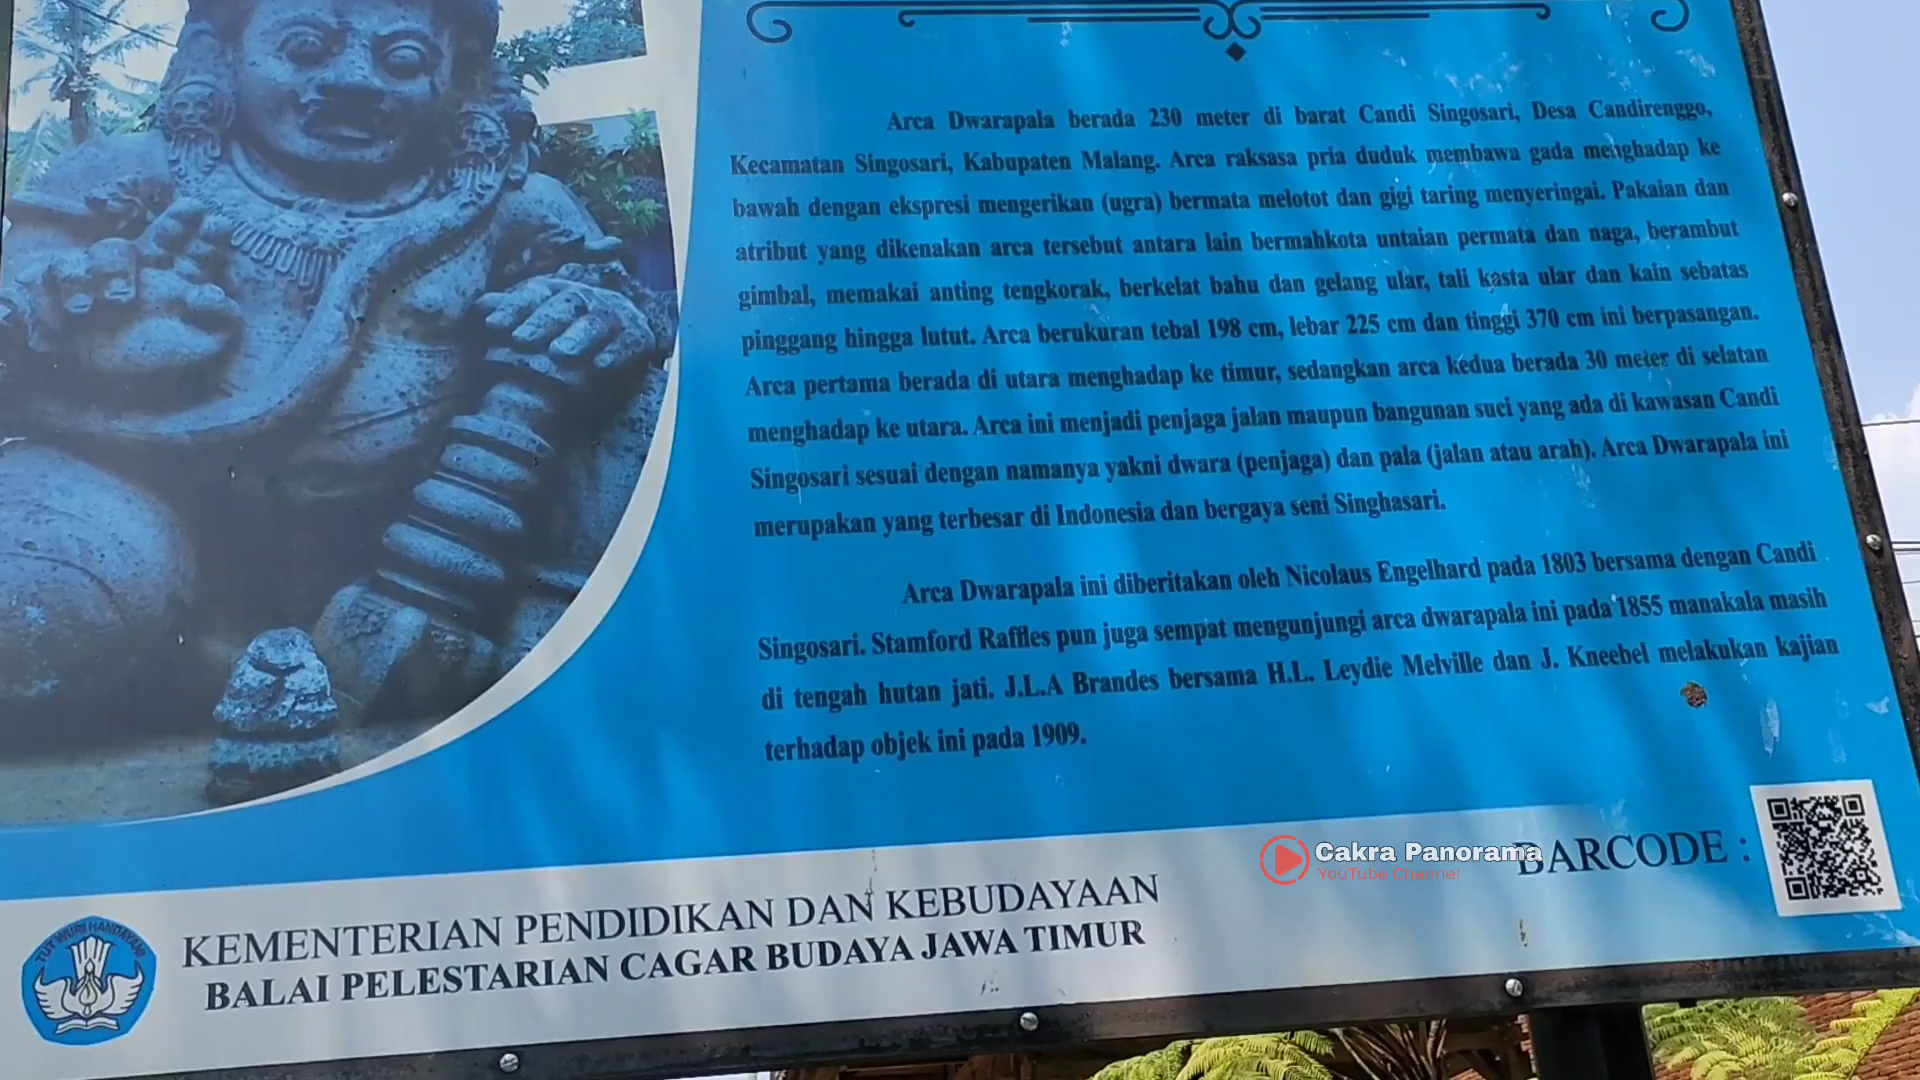 Arca Dwarapala berada 230 meter di barat Candi Singosari, Desa Candirenggo,
Kecamatan Singosari, Kabupaten Malang. Arca raksasa pria duduk membawa gada menghadap ke
bawah dengan ekspresi mengerikan (ugra) bermata melotot dan gigi taring menyeringai. Pakaian dan
atribut yang dikenakan arca tersebut antara lain bermahkota untaian permata dan naga, berambut
gimbal, memakai anting tengkorak, berkelat bahu dan gelang ular, tali kasta ular dan kain sebatas
pinggang hingga lutut. Arca berukuran tebal 198 cm, lebar 225 cm dan tinggi 370 cm ini berpasangan.
Arca pertama berada di utara menghadap ke timur, sedangkan arca kedua berada 30 meter di selatan
menghadap ke utara. Arca ini menjadi penjaga jalan maupun bangunan suci yang ada di kawasan Candi
Singosari sesuai dengan namanya yakni dwara (penjaga) dan pala (jalan atau arah). Arca Dwarapala ini
merupakan yang terbesar di Indonesia dan bergaya seni Singhasari.
Arca Dwarapala ini diberitakan oleh Nicolaus Engelhard pada 1803 bersama dengan Candi
Singosari. Stamford Raffles pun juga sempat mengunjungi arca dwarapala ini pada 1855 manakala masih
di tengah hutan jati. J.L.A Brandes bersama H.L. Leydie Melville dan J. Kneebel melakukan kajian
terhadap objek ini pada 1909.
BARCODE :
Cakra Panorama
YouTube Channel
TUT WURI HANDAYANI
KEMENTERIAN PENDIDIKAN DAN KEBUDAYAAN
BALAI PELESTARIAN CAGAR BUDAYA JAWA TIMUR